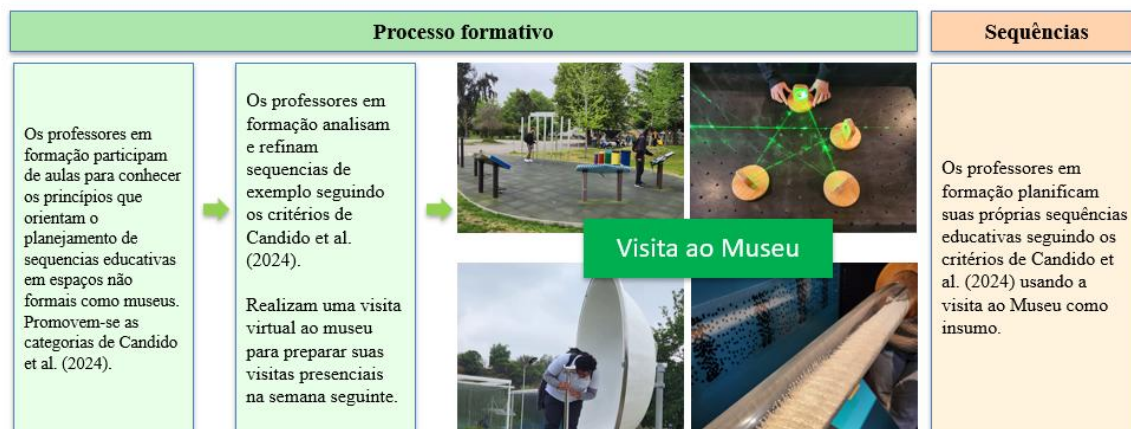 Processo formativo
Sequências
Os professores em
formação participam
de aulas para conhecer
os princípios que
orientam o
planejamento de
sequencias educativas
em espaços não
formais como museus.
Promovem-se as
categorias de Candido
et al. (2024).
Os professores em
formação analisam
e refinam
sequencias de
exemplo seguindo
os critérios de
Candido et al.
(2024).
Realizam uma visita
virtual ao museu
para preparar suas
visitas presenciais
na semana seguinte.
Visita ao Museu
Os professores em
formação planificam
suas próprias sequências
educativas seguindo os
critérios de Candido et
al. (2024) usando a
visita ao Museu como
insumo.